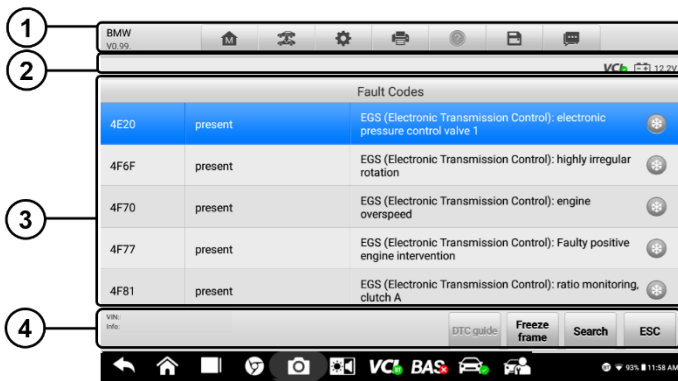 1
BMW
V0.99.
M
2
VCI 12.2V
3
Fault Codes
4E20 present EGS (Electronic Transmission Control): electronic
pressure control valve 1
4F6F present EGS (Electronic Transmission Control): highly irregular
rotation
4F70 present EGS (Electronic Transmission Control): engine
overspeed
4F77 present EGS (Electronic Transmission Control): Faulty positive
engine intervention
4F81 present EGS (Electronic Transmission Control): ratio monitoring,
clutch A
4
VIN:
Info:
DTC guide
Freeze
frame
Search
ESC
VCI BAS 93% 11:58 AM